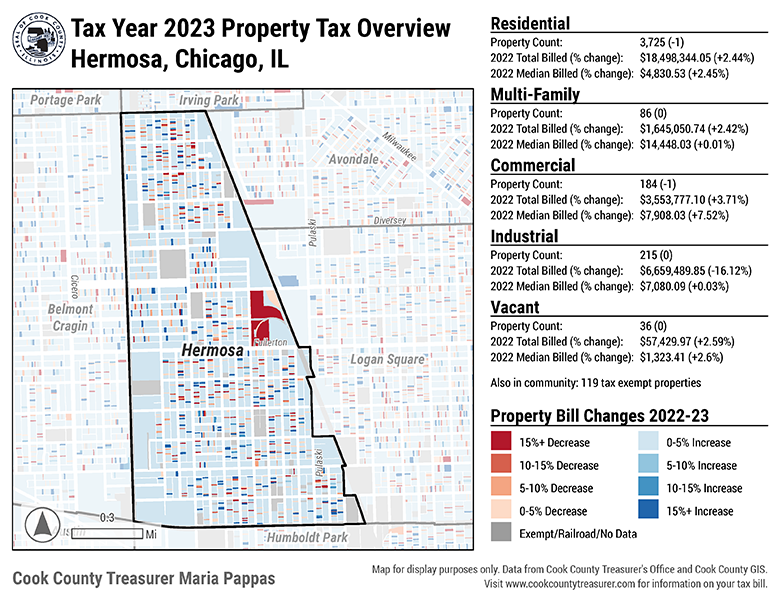 SEAL OF COOK COUNTY
ILLINOIS
Tax Year 2023 Property Tax Overview
Hermosa, Chicago, IL
Portage Park
Irving Park
Milwaukee
Avondale
Diversey
Pulaski
Cicero
Belmont
Cragin
Hermosa
Fullerton
Logan Square
Pulaski
0.3
Mi
Humboldt Park
Residential
Property Count: 3,725 (-1)
2022 Total Billed (% change): $18,498,344.05 (+2.44%)
2022 Median Billed (% change): $4,830.53 (+2.45%)
Multi-Family
Property Count: 86 (0)
2022 Total Billed (% change): $1,645,050.74 (+2.42%)
2022 Median Billed (% change): $14,448.03 (+0.01%)
Commercial
Property Count: 184 (-1)
2022 Total Billed (% change): $3,553,777.10 (+3.71%)
2022 Median Billed (% change): $7,908.03 (+7.52%)
Industrial
Property Count: 215 (0)
2022 Total Billed (% change): $6,659,489.85 (-16.12%)
2022 Median Billed (% change): $7,080.09 (+0.03%)
Vacant
Property Count: 36 (0)
2022 Total Billed (% change): $57,429.97 (+2.59%)
2022 Median Billed (% change): $1,323.41 (+2.6%)
Also in community: 119 tax exempt properties
Property Bill Changes 2022-23
15%+ Decrease
0-5% Increase
10-15% Decrease
5-10% Increase
5-10% Decrease
10-15% Increase
0-5% Decrease
15%+ Increase
Exempt/Railroad/No Data
Cook County Treasurer Maria Pappas
Map for display purposes only. Data from Cook County Treasurer's Office and Cook County GIS.
Visit www.cookcountytreasurer.com for information on your tax bill.